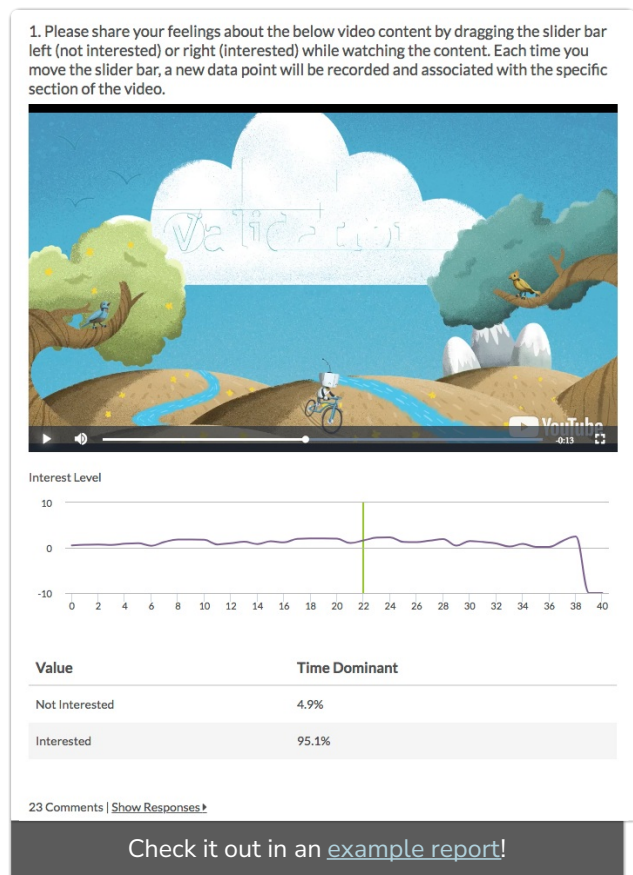 1. Please share your feelings about the below video content by dragging the slider bar
left (not interested) or right (interested) while watching the content. Each time you
move the slider bar, a new data point will be recorded and associated with the specific
section of the video.
Validation
YouTube
-0:13
Interest Level
10
0
-10
0 2 4 6 8 10 12 14 16 18 20 22 24 26 28 30 32 34 36 38 40
Value Time Dominant
Not Interested 4.9%
Interested 95.1%
23 Comments | Show Responses
Check it out in an example report!